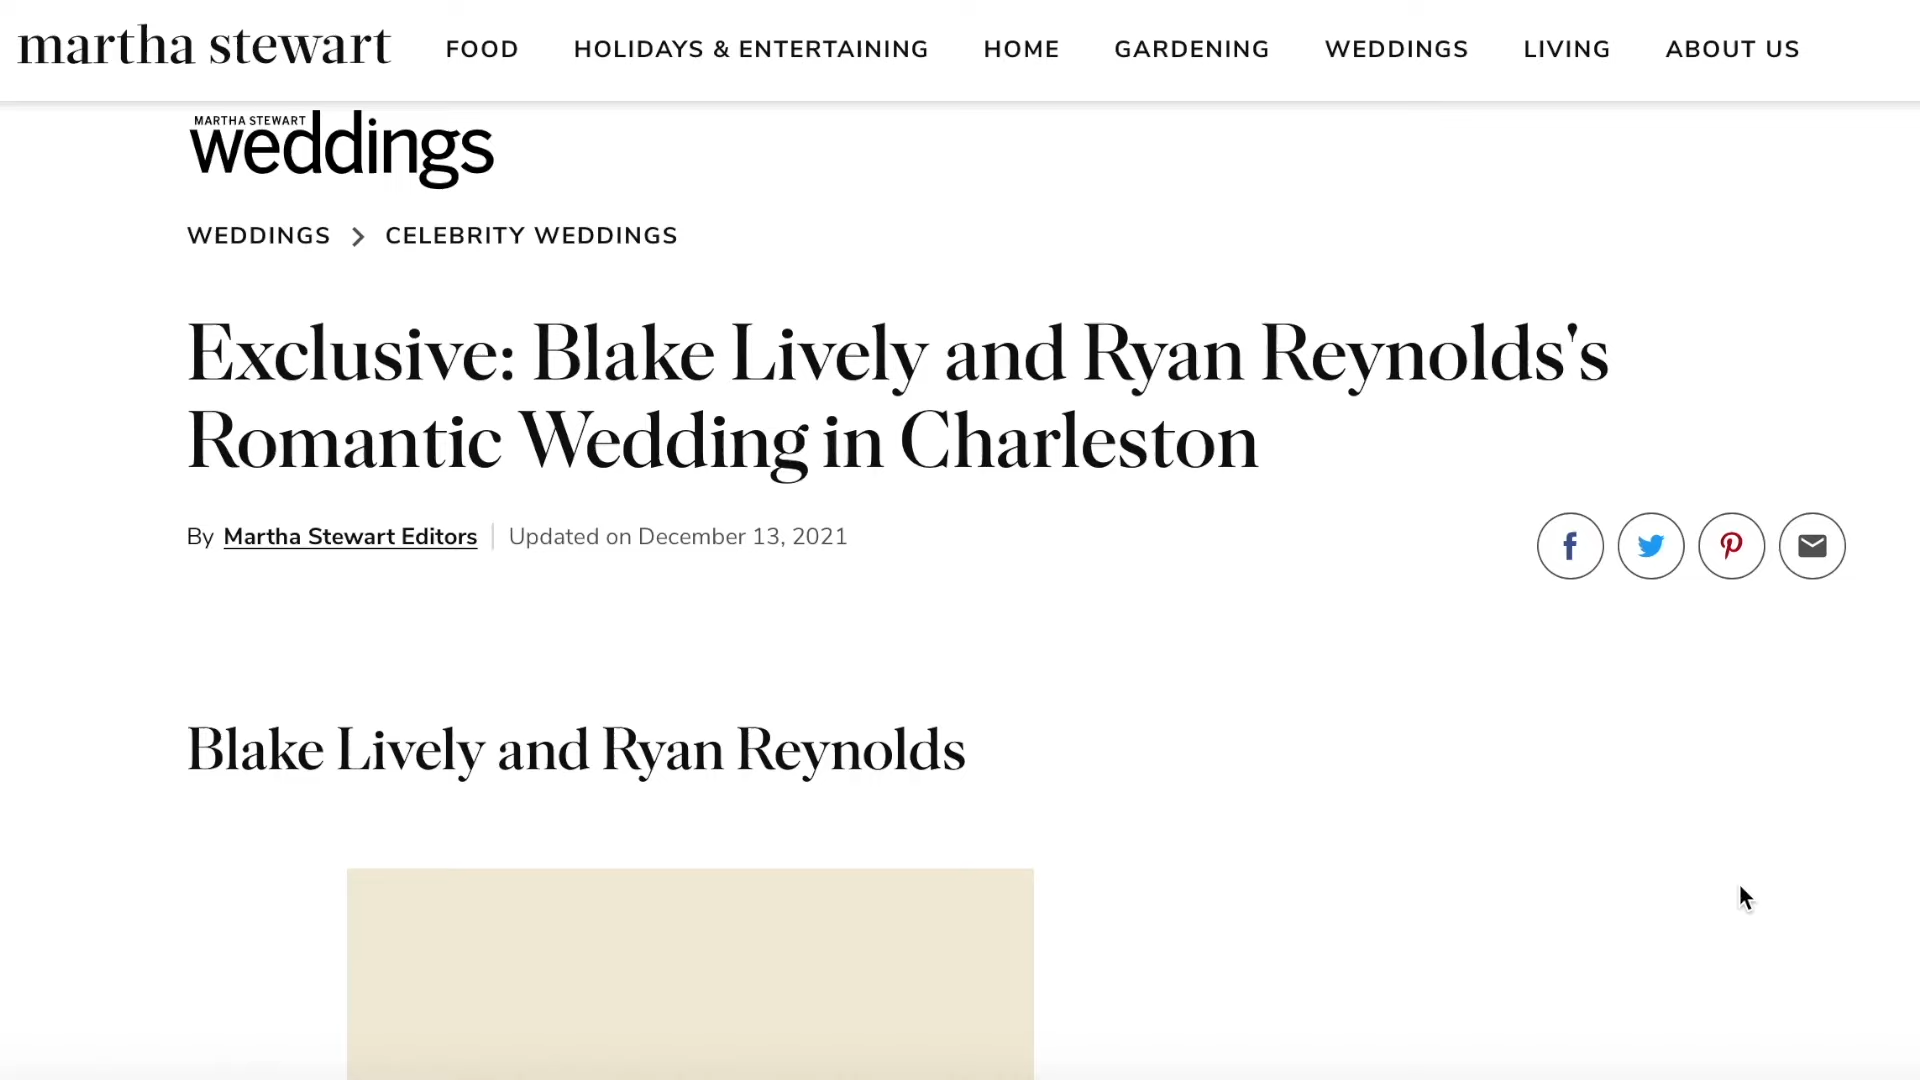 martha stewart FOOD HOLIDAYS & ENTERTAINING HOME GARDENING WEDDINGS LIVING ABOUT US
MARTHA STEWART
weddings
WEDDINGS > CELEBRITY WEDDINGS
Exclusive: Blake Lively and Ryan Reynolds's
Romantic Wedding in Charleston
By Martha Stewart Editors | Updated on December 13, 2021
Blake Lively and Ryan Reynolds